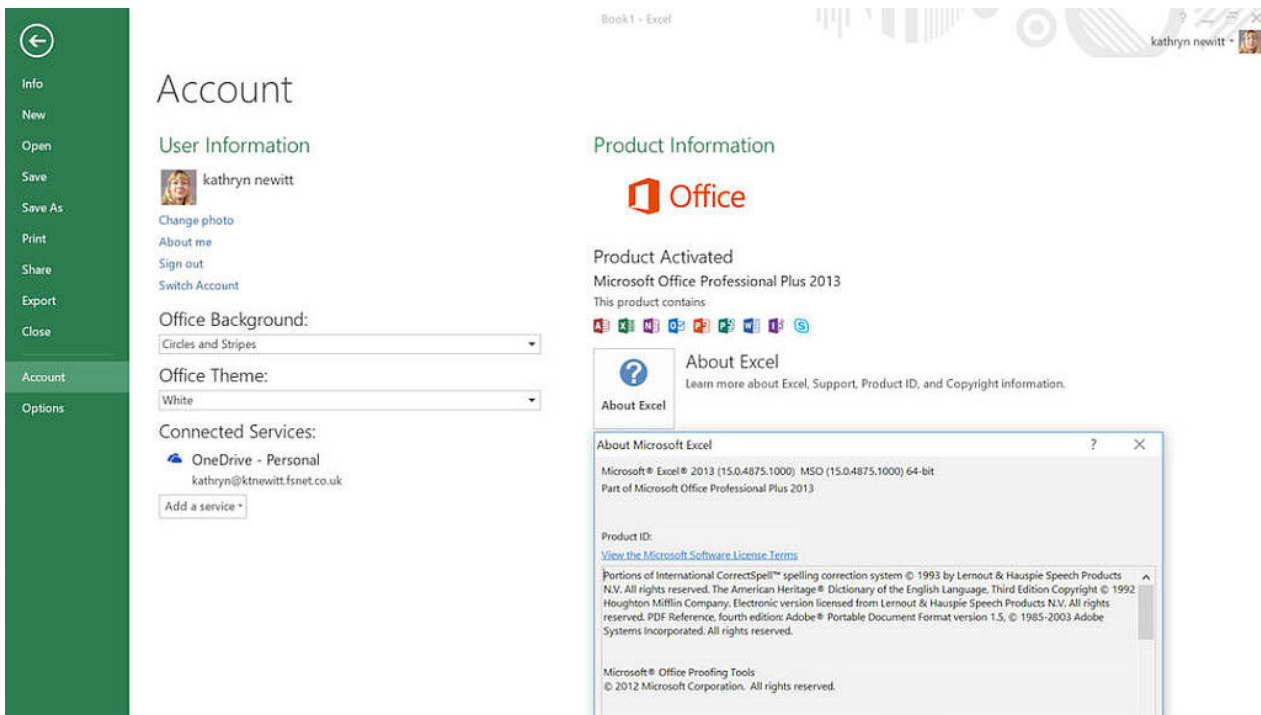 Book1 - Excel
? — 
kathryn newitt
Info
New
Open
Save
Save As
Print
Share
Export
Close
Account
Options
Account
User Information
kathryn newitt
Change photo
About me
Sign out
Switch Account
Office Background:
Circles and Stripes
Office Theme:
White
Connected Services:
OneDrive - Personal
kathryn@ktnewitt.fsnet.co.uk
Add a service
Product Information
Office
Product Activated
Microsoft Office Professional Plus 2013
This product contains
About Excel
About Excel
Learn more about Excel, Support, Product ID, and Copyright information.
About Microsoft Excel
?
Microsoft® Excel® 2013 (15.0.4875.1000) MSO (15.0.4875.1000) 64-bit
Part of Microsoft Office Professional Plus 2013
Product ID:
View the Microsoft Software License Terms
Portions of International CorrectSpell™ spelling correction system © 1993 by Lernout & Hauspie Speech Products
N.V. All rights reserved. The American Heritage® Dictionary of the English Language, Third Edition Copyright © 1992
Houghton Mifflin Company. Electronic version licensed from Lernout & Hauspie Speech Products N.V. All rights
reserved. PDF Reference, fourth edition: Adobe® Portable Document Format version 1.5, © 1985-2003 Adobe
Systems Incorporated. All rights reserved.
Microsoft® Office Proofing Tools
© 2012 Microsoft Corporation. All rights reserved.